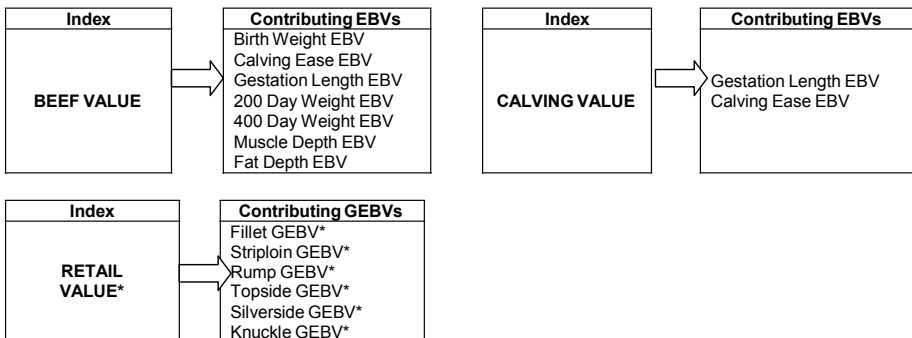 Index
Contributing EBVs
BEEF VALUE
Birth Weight EBV
Calving Ease EBV
Gestation Length EBV
200 Day Weight EBV
400 Day Weight EBV
Muscle Depth EBV
Fat Depth EBV
Index
Contributing EBVs
CALVING VALUE
Gestation Length EBV
Calving Ease EBV
Index
Contributing GEBVs
RETAIL
VALUE*
Fillet GEBV*
Striploin GEBV*
Rump GEBV*
Topside GEBV*
Silverside GEBV*
Knuckle GEBV*